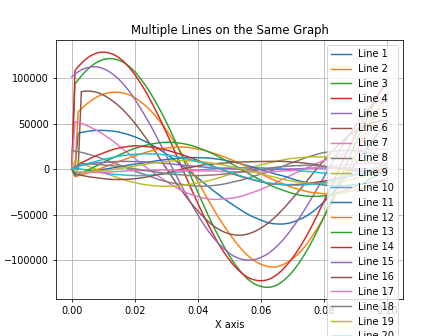 Multiple Lines on the Same Graph
100000
50000
0
−50000
−100000
0.00
0.02
0.04
0.06
0.08
X axis
Line 1
Line 2
Line 3
Line 4
Line 5
Line 6
Line 7
Line 8
Line 9
Line 10
Line 11
Line 12
Line 13
Line 14
Line 15
Line 16
Line 17
Line 18
Line 19
Line 20